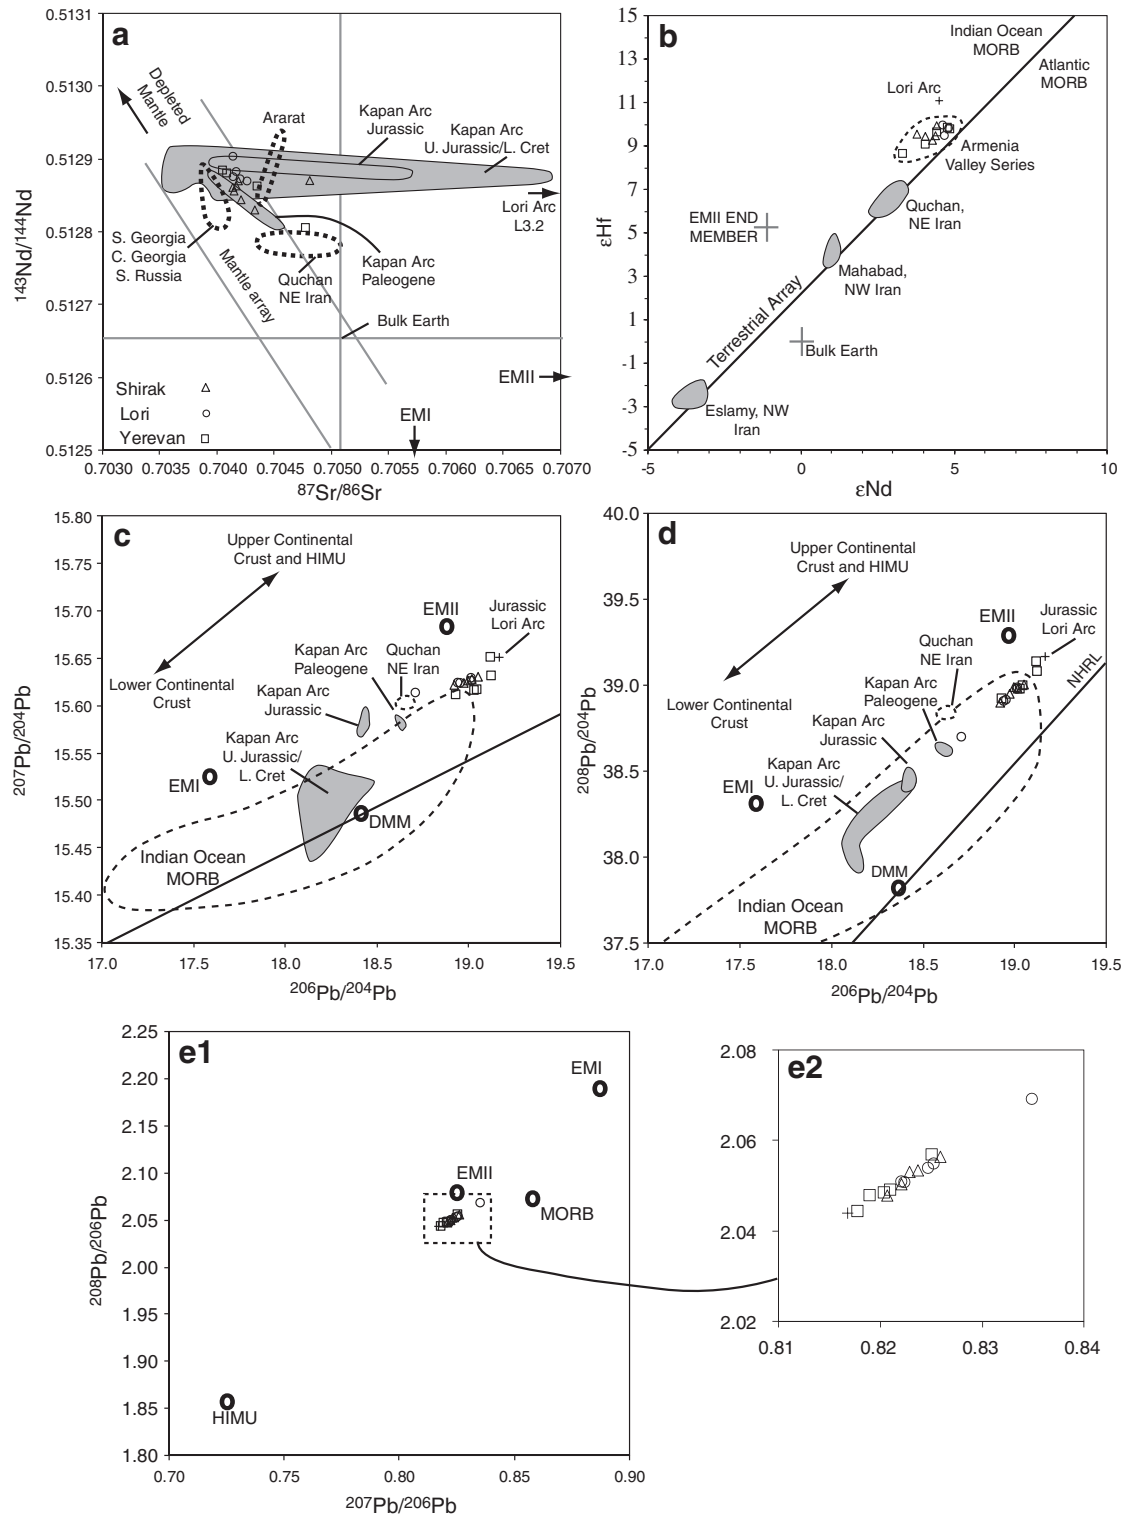 a
0.5131
0.5130
0.5129
0.5128
0.5127
0.5126
0.5125
143Nd/144Nd
Depleted
Mantle
Ararat
Kapan Arc
Jurassic
Kapan Arc
U. Jurassic/L. Cret
Lori Arc
L3.2
S. Georgia
C. Georgia
S. Russia
Mantle array
Quchan
NE Iran
Kapan Arc
Paleogene
Bulk Earth
EMII
EMI
Shirak
Lori
Yerevan
0.7030
0.7035
0.7040
0.7045
0.7050
0.7055
0.7060
0.7065
0.7070
87Sr/86Sr
b
15
13
11
9
7
5
3
1
-1
-3
-5
εHf
Indian Ocean
MORB
Atlantic
MORB
Lori Arc
Armenia
Valley Series
Quchan,
NE Iran
EMII END
MEMBER
Mahabad,
NW Iran
Terrestrial Array
Bulk Earth
Eslamy, NW
Iran
-5
0
5
10
εNd
c
15.80
15.75
15.70
15.65
15.60
15.55
15.50
15.45
15.40
15.35
207Pb/204Pb
Upper Continental
Crust and HIMU
Lower Continental
Crust
EMII
Jurassic
Lori Arc
Kapan Arc
Paleogene
Quchan
NE Iran
Kapan Arc
Jurassic
Kapan Arc
U. Jurassic/
L. Cret
EMI
DMM
Indian Ocean
MORB
17.0
17.5
18.0
18.5
19.0
19.5
206Pb/204Pb
d
40.0
39.5
39.0
38.5
38.0
37.5
208Pb/204Pb
Upper Continental
Crust and HIMU
Lower Continental
Crust
EMII
Jurassic
Lori Arc
Quchan
NE Iran
NHRL
Kapan Arc
Paleogene
Kapan Arc
Jurassic
Kapan Arc
U. Jurassic/
L. Cret
EMI
DMM
Indian Ocean
MORB
17.0
17.5
18.0
18.5
19.0
19.5
206Pb/204Pb
e1
2.25
2.20
2.15
2.10
2.05
2.00
1.95
1.90
1.85
1.80
208Pb/206Pb
EMI
EMII
MORB
HIMU
0.70
0.75
0.80
0.85
0.90
207Pb/206Pb
e2
2.08
2.06
2.04
2.02
0.81
0.82
0.83
0.84